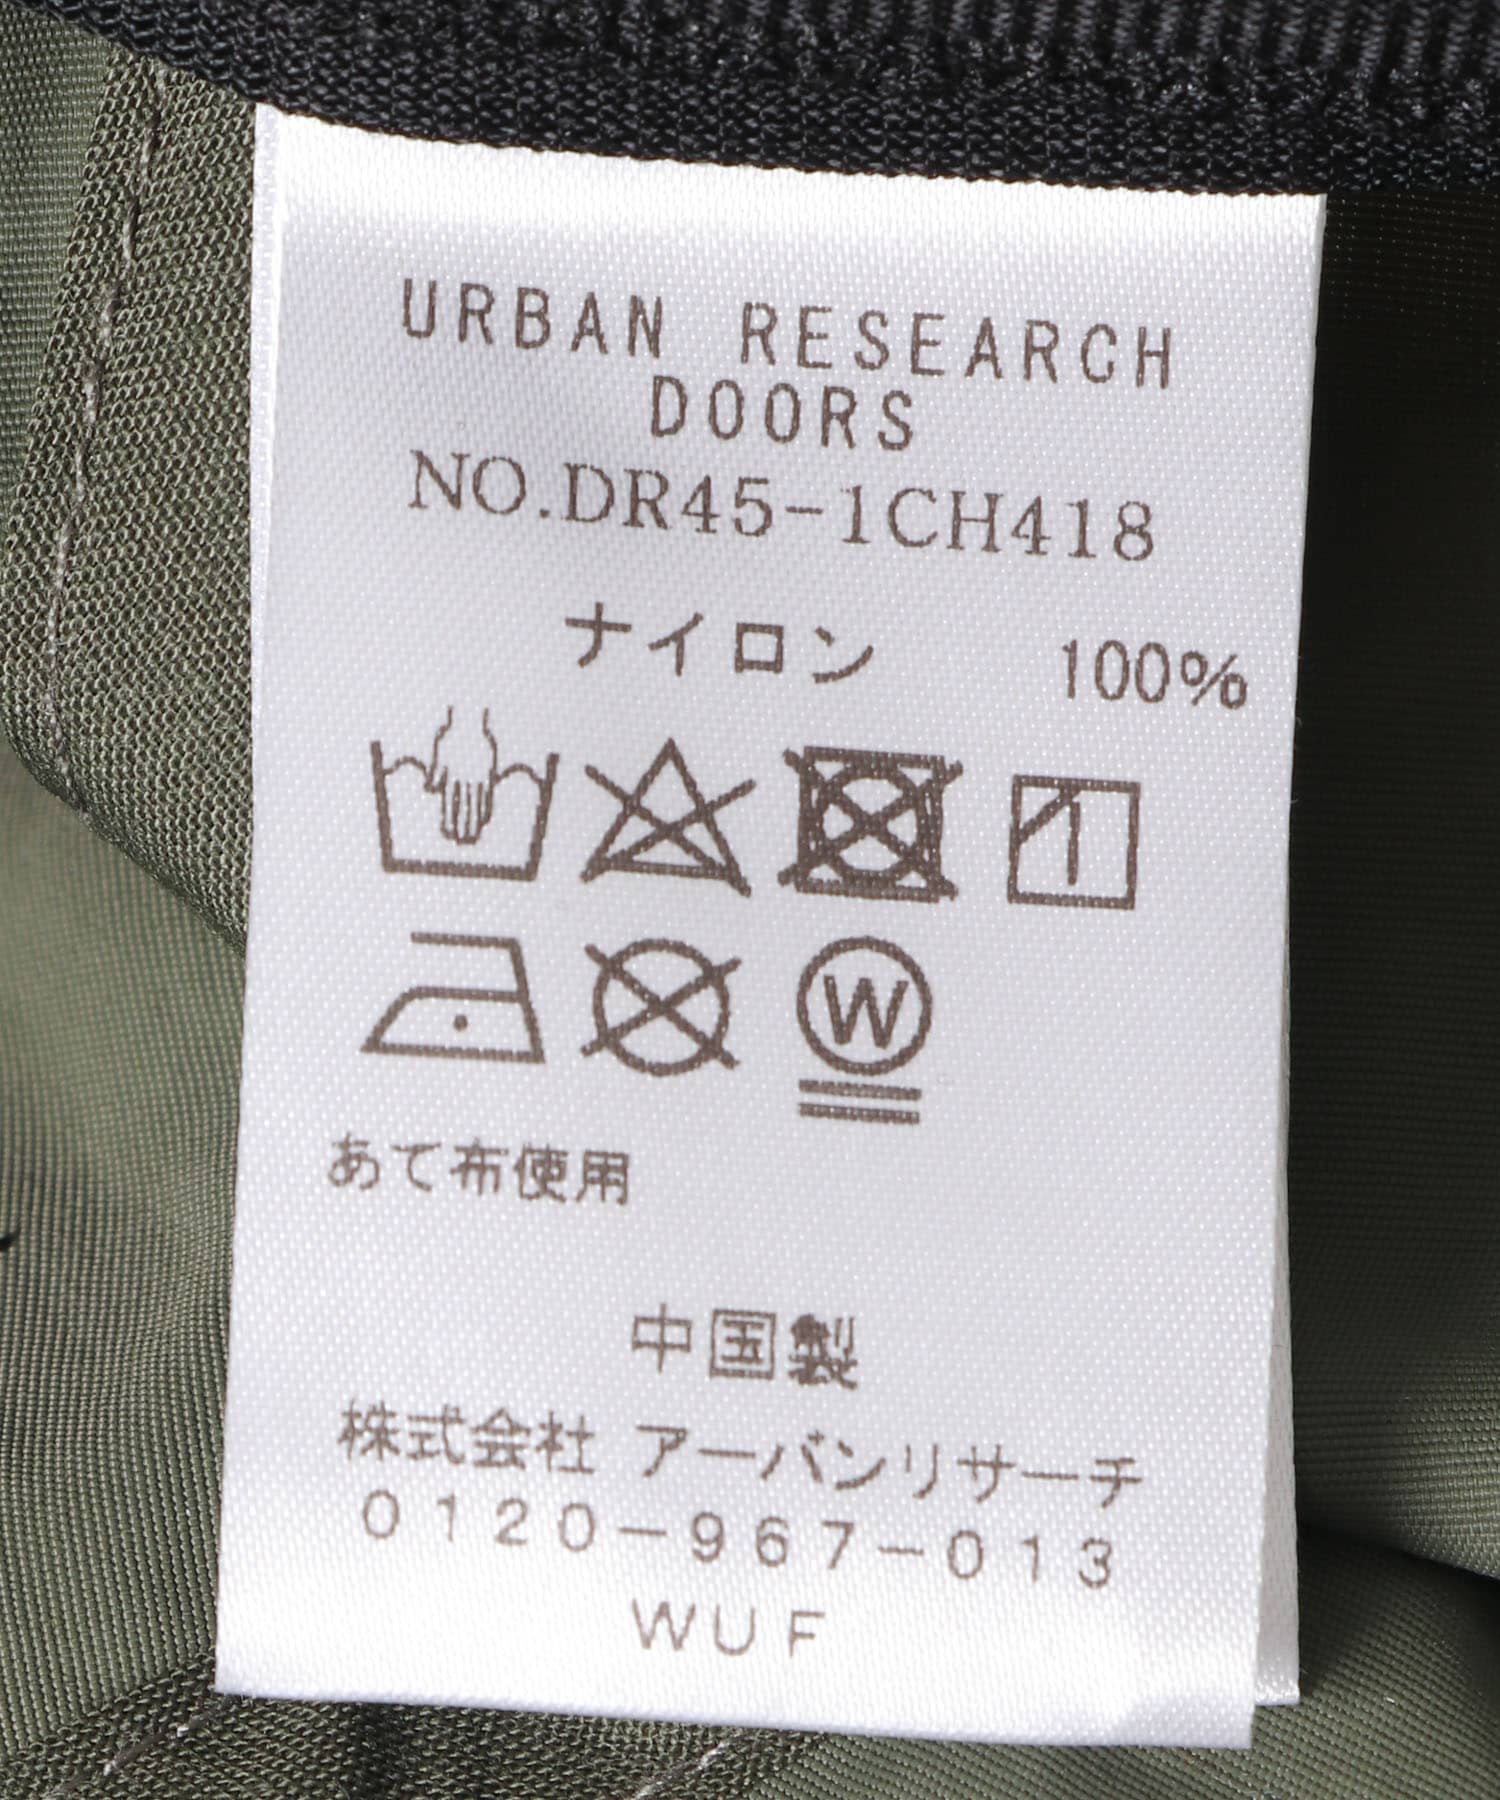 URBAN RESEARCH
DOORS
NO.DR45-1CH418
ナイロン 100%
W
あて布使用
中国製
株式会社 アーバンリサーチ
0120-967-013
WUF